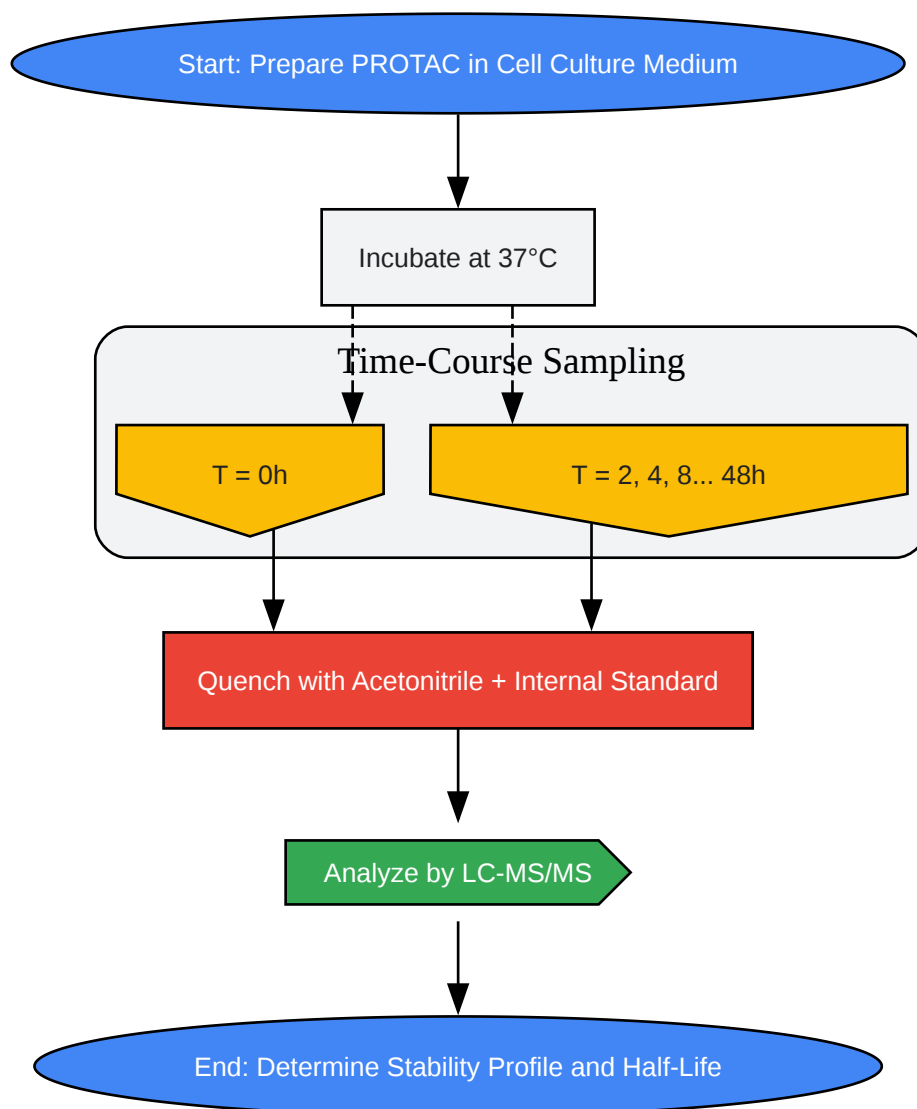 Start: Prepare PROTAC in Cell Culture Medium
Incubate at 37°C
Time-Course Sampling
T = 0h
T = 2, 4, 8... 48h
Quench with Acetonitrile + Internal Standard
Analyze by LC-MS/MS
End: Determine Stability Profile and Half-Life